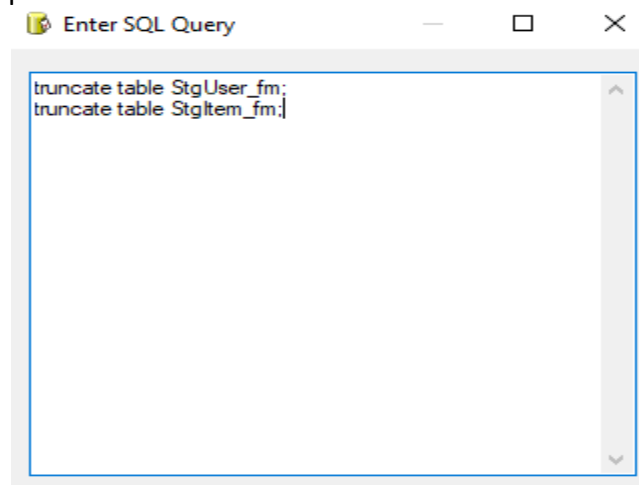 Enter SQL Query
truncate table StgUser_fm;
truncate table StgItem_fm;